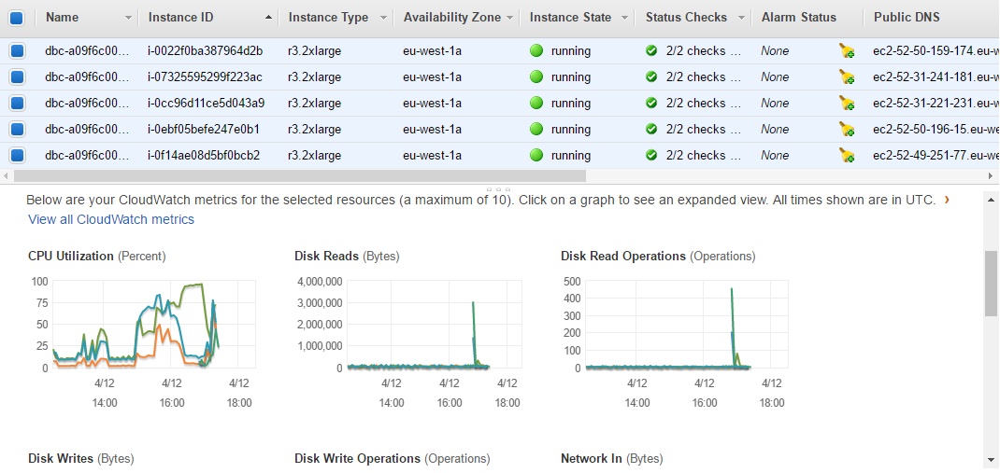 Name Instance ID Instance Type Availability Zone Instance State Status Checks Alarm Status Public DNS
dbc-a09f6c00... i-0022f0ba387964d2b r3.2xlarge eu-west-1a running 2/2 checks ... None ec2-52-50-159-174.eu-w
dbc-a09f6c00... i-07325595299f223ac r3.2xlarge eu-west-1a running 2/2 checks ... None ec2-52-31-241-181.eu-w
dbc-a09f6c00... i-0cc96d11ce5d043a9 r3.2xlarge eu-west-1a running 2/2 checks ... None ec2-52-31-221-231.eu-w
dbc-a09f6c00... i-0ebf05befe247e0b1 r3.2xlarge eu-west-1a running 2/2 checks ... None ec2-52-50-196-15.eu-we
dbc-a09f6c00... i-0f14ae08d5bf0bcb2 r3.2xlarge eu-west-1a running 2/2 checks ... None ec2-52-49-251-77.eu-we
Below are your CloudWatch metrics for the selected resources (a maximum of 10). Click on a graph to see an expanded view. All times shown are in UTC.
View all CloudWatch metrics
CPU Utilization (Percent)
100
75
50
25
0
4/12 4/12 4/12
14:00 16:00 18:00
Disk Reads (Bytes)
4,000,000
3,000,000
2,000,000
1,000,000
0
4/12 4/12 4/12
14:00 16:00 18:00
Disk Read Operations (Operations)
500
400
300
200
100
0
4/12 4/12 4/12
14:00 16:00 18:00
Disk Writes (Bytes)
Disk Write Operations (Operations)
Network In (Bytes)